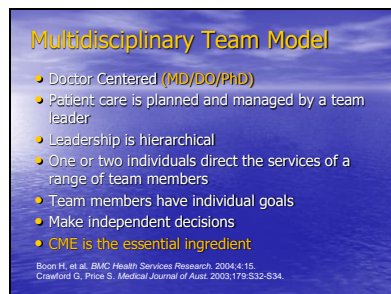 Multidisciplinary Team Model
• Doctor Centered (MD/DO/PhD)
• Patient care is planned and managed by a team
leader
• Leadership is hierarchical
• One or two individuals direct the services of a
range of team members
• Team members have individual goals
• Make independent decisions
• CME is the essential ingredient
Boon H, et al. BMC Health Services Research. 2004;4:15.
Crawford G, Price S. Medical Journal of Aust. 2003;179:S32-S34.